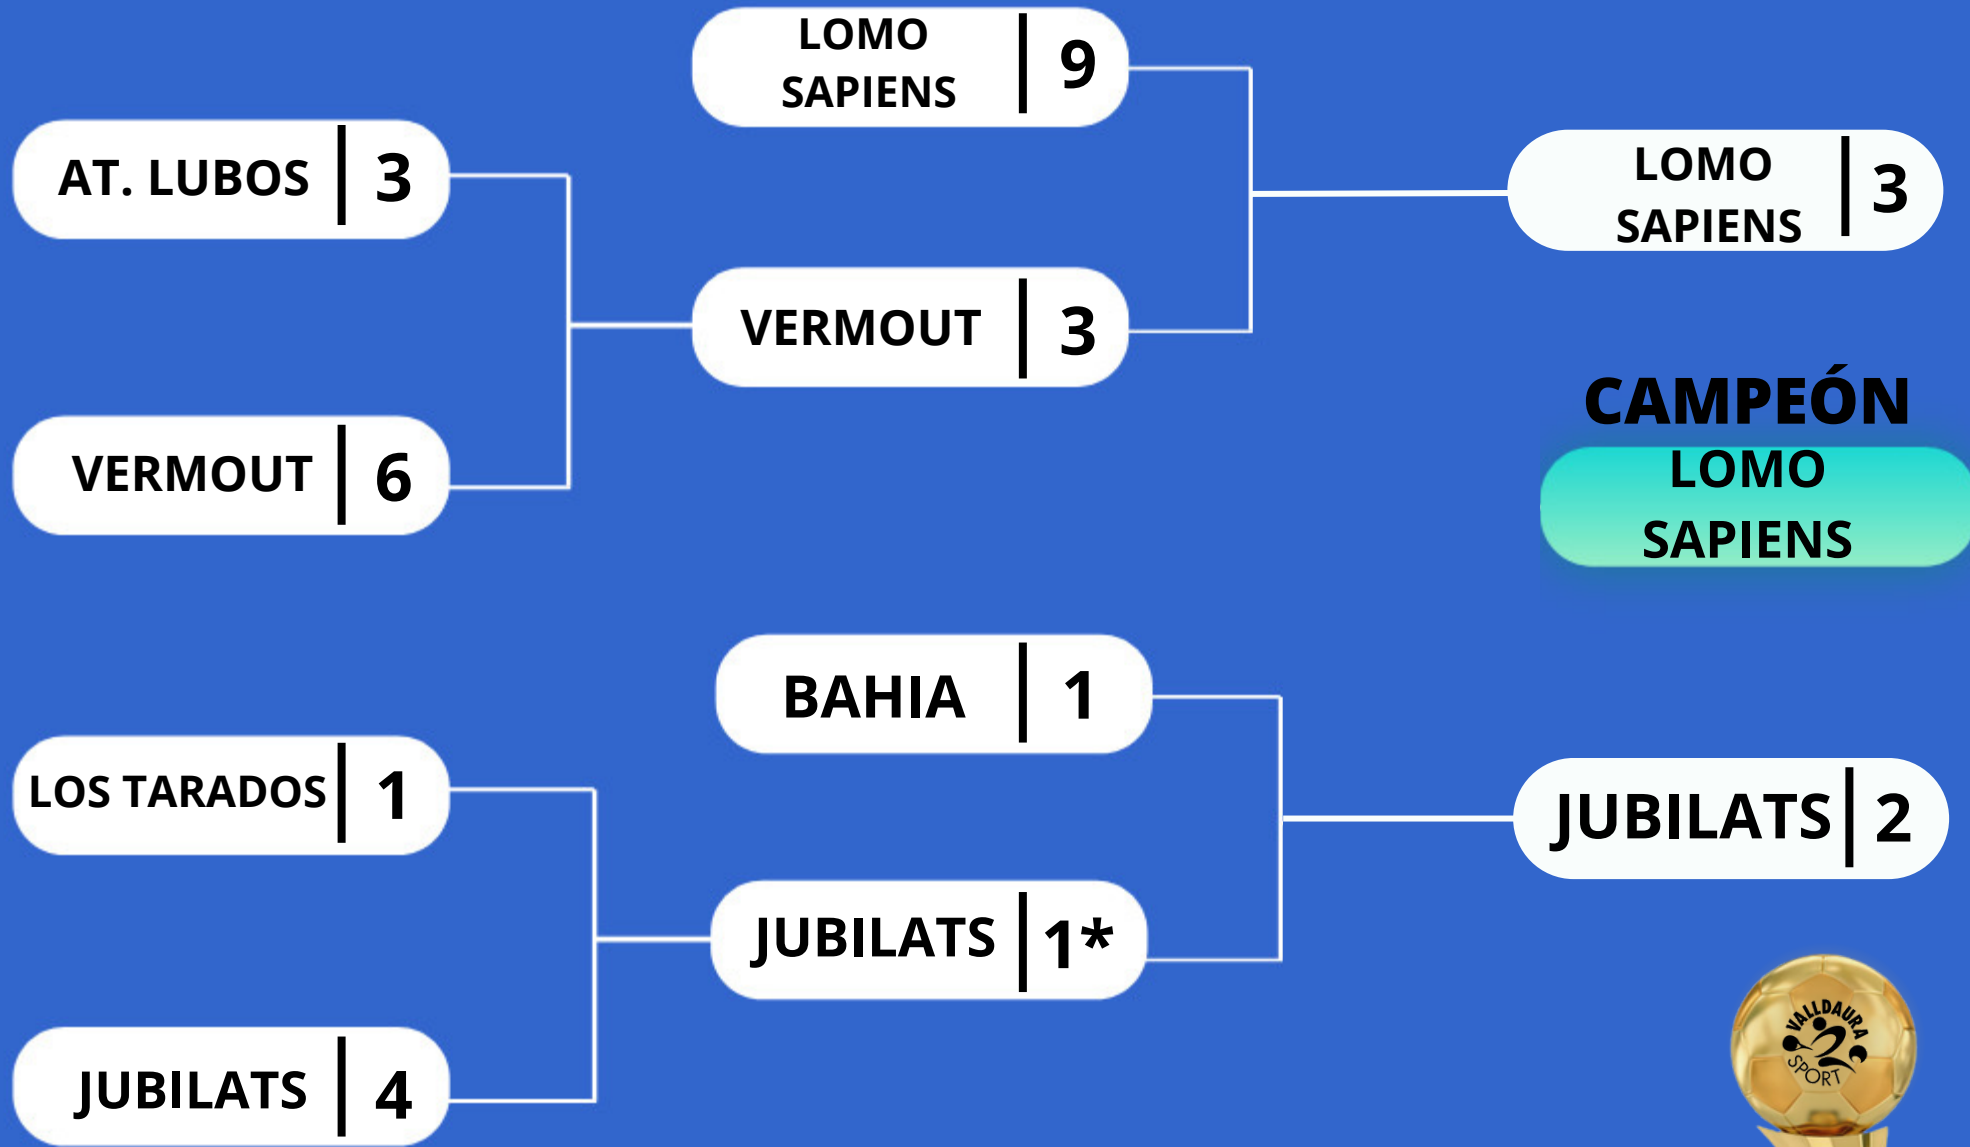 AT. LUBOS 3
VERMOUT 6
LOS TARADOS 1
JUBILATS 4
LOMO
SAPIENS 9
VERMOUT 3
BAHIA 1
JUBILATS 1*
LOMO
SAPIENS 3
CAMPEÓN
LOMO
SAPIENS
JUBILATS 2
VALLDAURA
SPORT